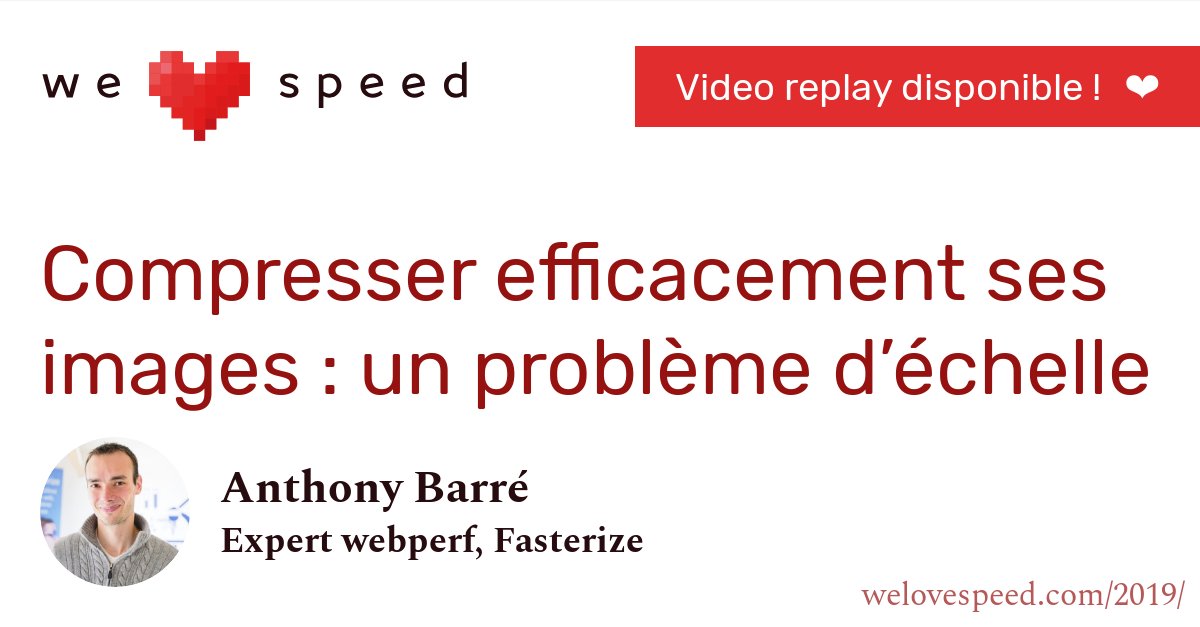 we speed
Video replay disponible ! ❤
Compresser efficacement ses
images : un problème d’échelle
Anthony Barré
Expert webperf, Fasterize
welovespeed.com/2019/